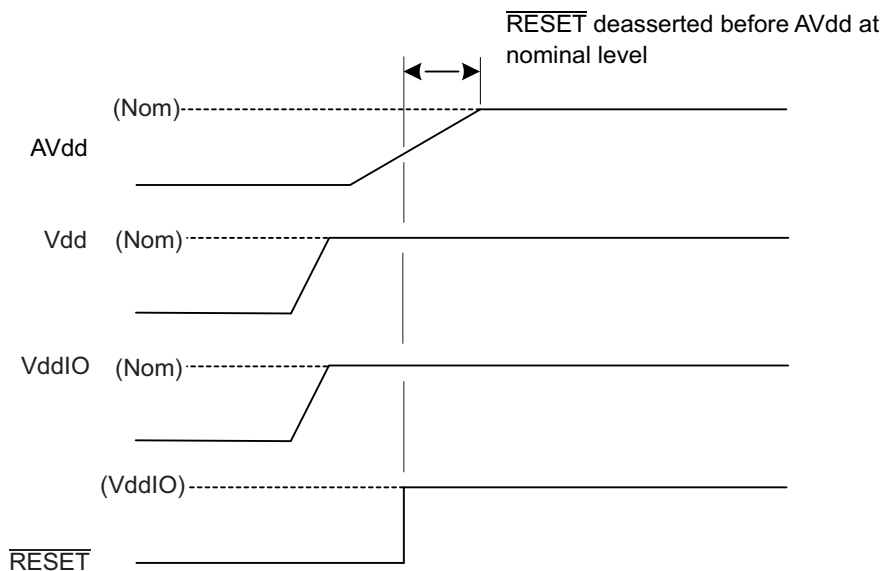 RESET deasserted before AVdd at
nominal level
(Nom)
AVdd
Vdd (Nom)
VddIO (Nom)
(VddIO)
RESET